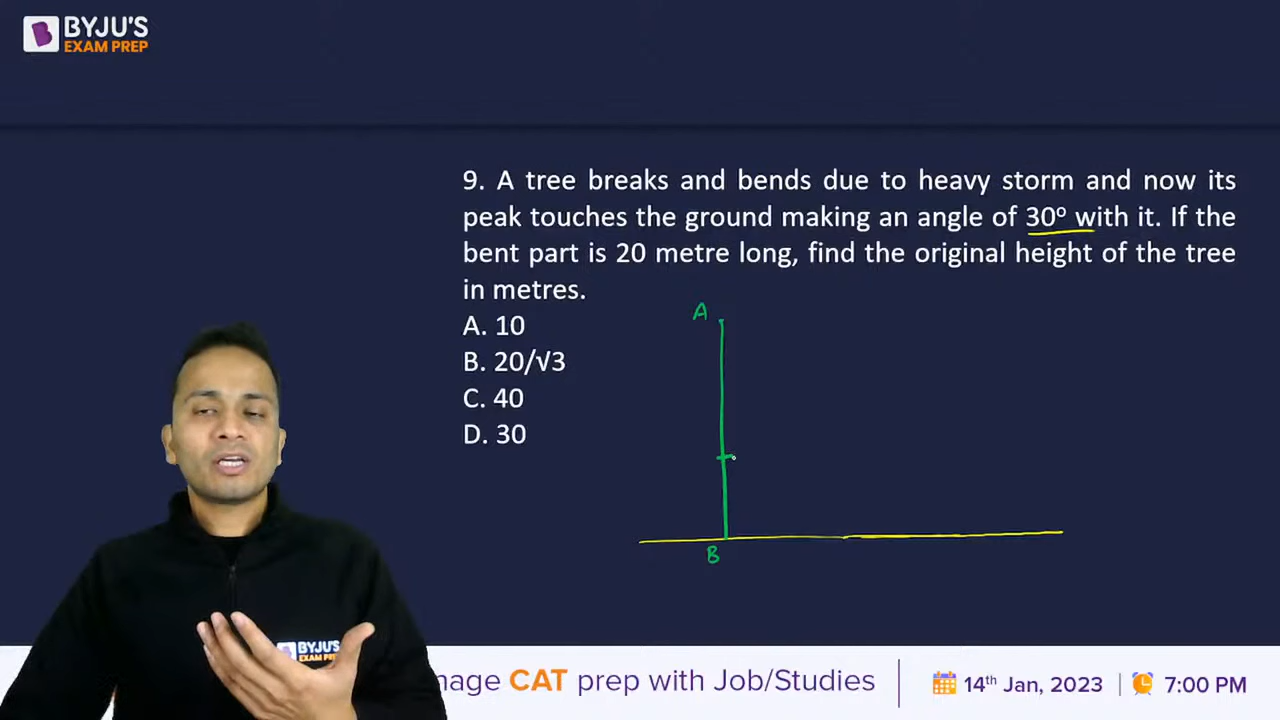 BYJU'S
EXAM PREP
9. A tree breaks and bends due to heavy storm and now its
peak touches the ground making an angle of 30º with it. If the
bent part is 20 metre long, find the original height of the tree
in metres.
A. 10
B. 20/√3
C. 40
D. 30
A
B
BYJU'S
EXAM PREP
nage CAT prep with Job/Studies
14th Jan, 2023 | 7:00 PM